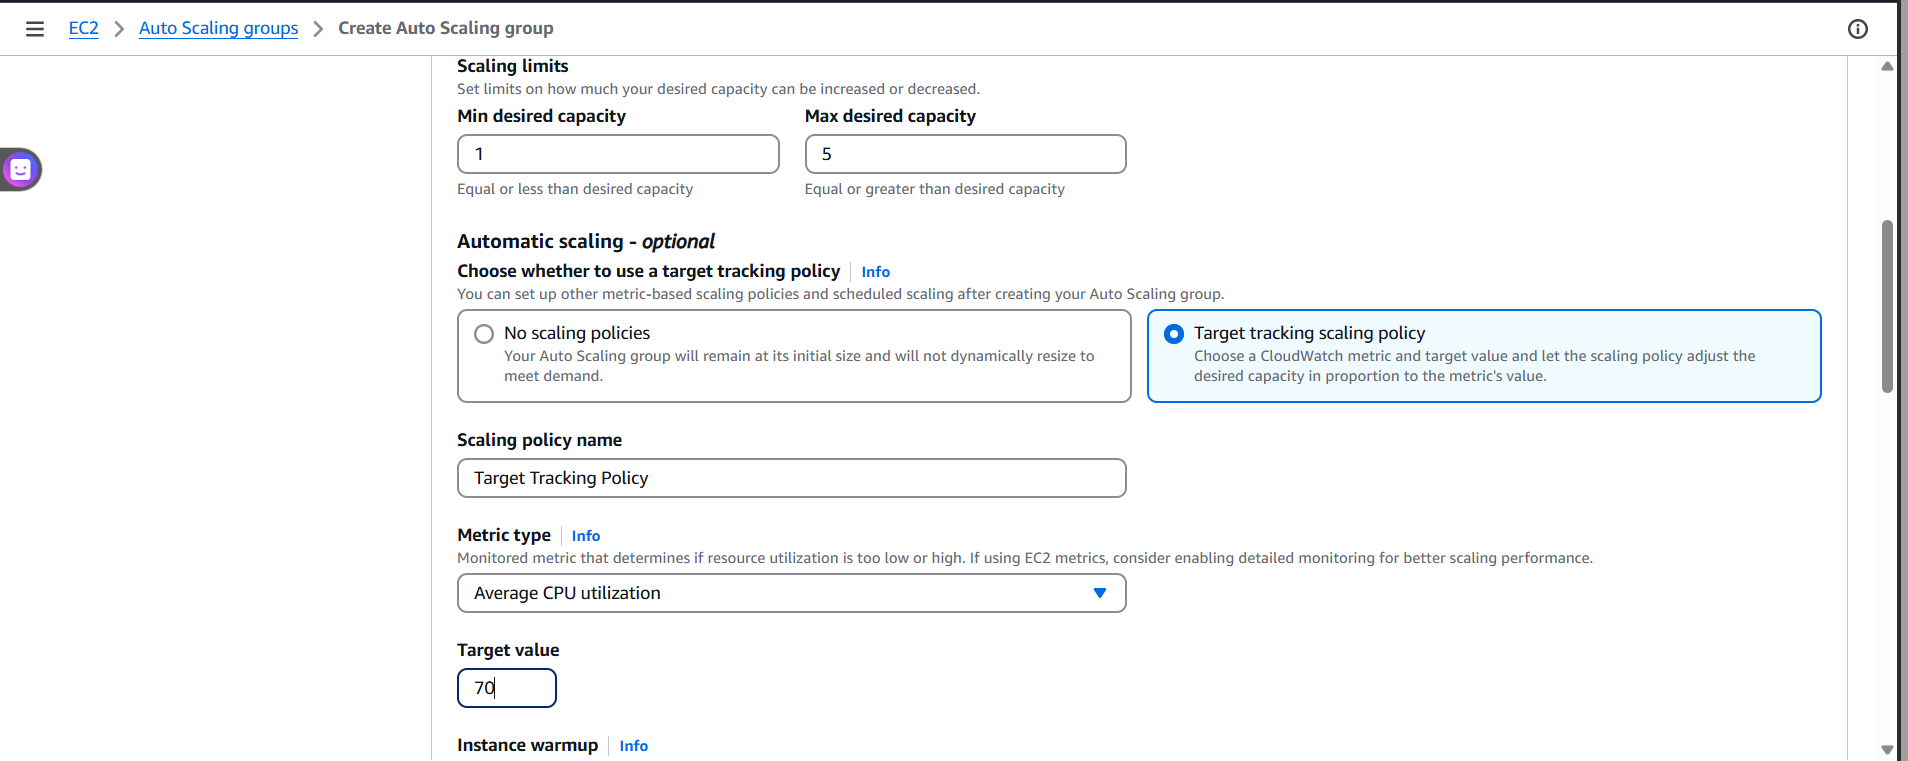 EC2 > Auto Scaling groups > Create Auto Scaling group
Scaling limits
Set limits on how much your desired capacity can be increased or decreased.
Min desired capacity
Max desired capacity
1
5
Equal or less than desired capacity
Equal or greater than desired capacity
Automatic scaling - optional
Choose whether to use a target tracking policy | Info
You can set up other metric-based scaling policies and scheduled scaling after creating your Auto Scaling group.
No scaling policies
Your Auto Scaling group will remain at its initial size and will not dynamically resize to
meet demand.
Target tracking scaling policy
Choose a CloudWatch metric and target value and let the scaling policy adjust the
desired capacity in proportion to the metric's value.
Scaling policy name
Target Tracking Policy
Metric type | Info
Monitored metric that determines if resource utilization is too low or high. If using EC2 metrics, consider enabling detailed monitoring for better scaling performance.
Average CPU utilization
Target value
70
Instance warmup | Info